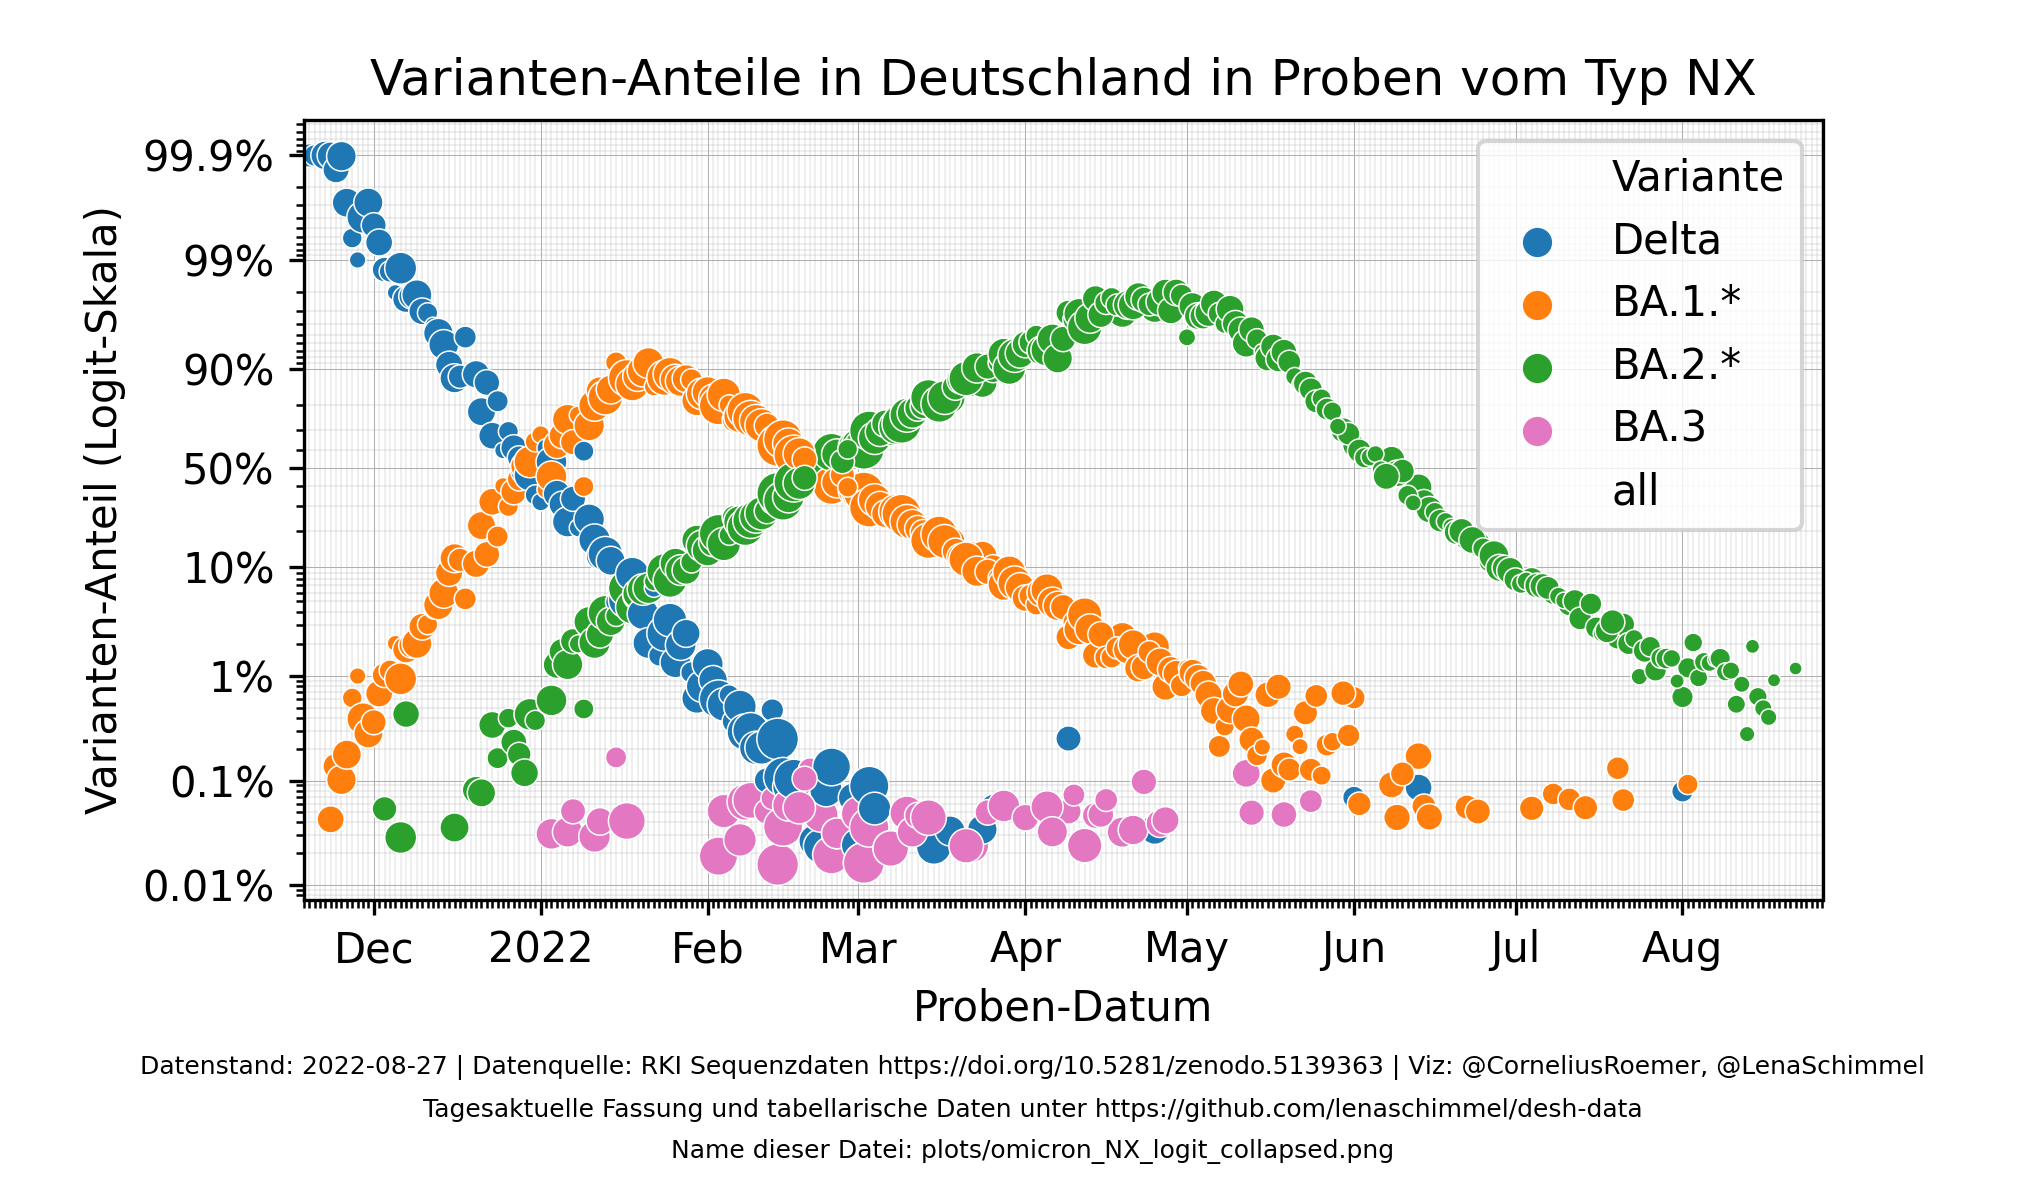 Varianten-Anteile in Deutschland in Proben vom Typ NX
Varianten-Anteil (Logit-Skala)
99.9%
99%
90%
50%
10%
1%
0.1%
0.01%
Variante
Delta
BA.1.*
BA.2.*
BA.3
all
Dec 2022 Feb Mar Apr May Jun Jul Aug
Proben-Datum
Datenstand: 2022-08-27 | Datenquelle: RKI Sequenzdaten https://doi.org/10.5281/zenodo.5139363 | Viz: @CorneliusRoemer, @LenaSchimmel
Tagesaktuelle Fassung und tabellarische Daten unter https://github.com/lenaschimmel/desh-data
Name dieser Datei: plots/omicron_NX_logit_collapsed.png